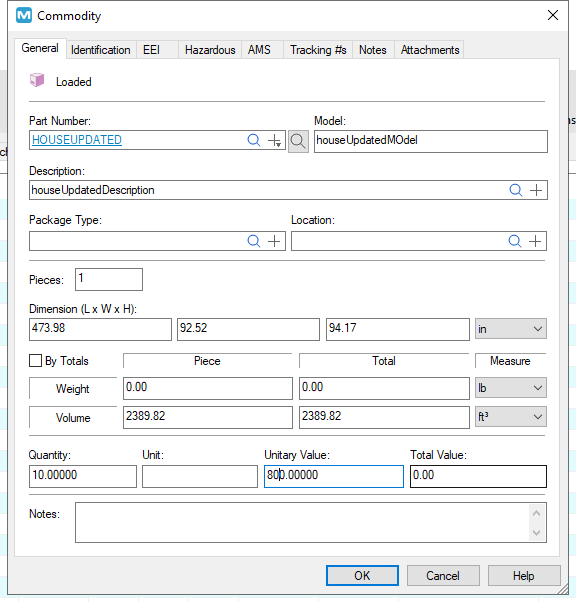 Commodity
General Identification EEI Hazardous AMS Tracking #s Notes Attachments
Loaded
Part Number: Model:
HOUSEUPDATED houseUpdatedMOdel
Description:
houseUpdatedDescription
Package Type: Location:
Pieces: 1
Dimension (L x W x H):
473.98 92.52 94.17 in
By Totals Piece Total Measure
Weight 0.00 0.00 lb
Volume 2389.82 2389.82 ft³
Quantity: Unit: Unitary Value: Total Value:
10.00000 800.00000 0.00
Notes:
OK Cancel Help